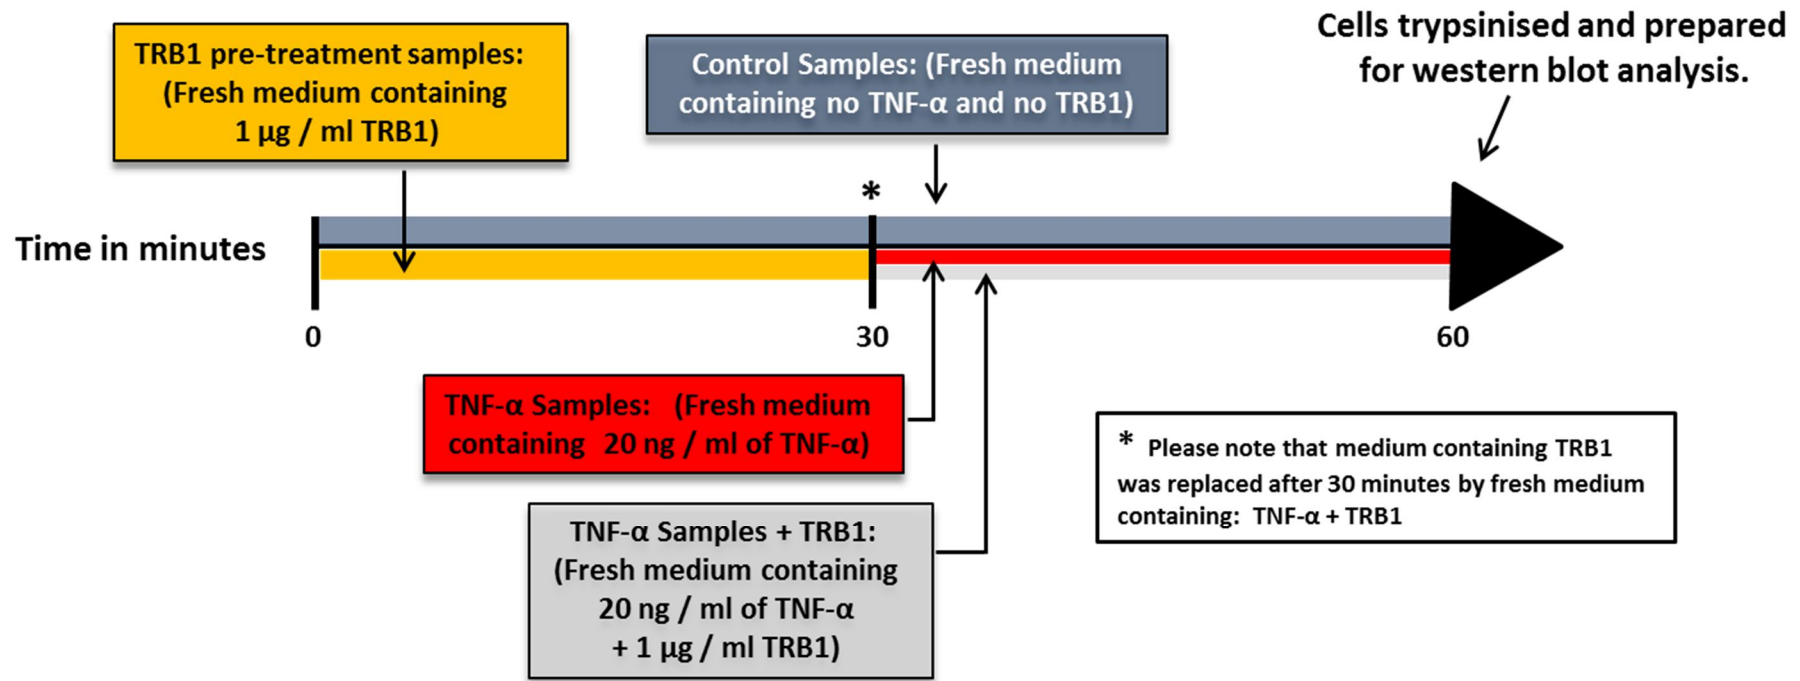 TRB1 pre-treatment samples:
(Fresh medium containing
1 µg / ml TRB1)
Control Samples: (Fresh medium
containing no TNF-α and no TRB1)
Cells trypsinised and prepared
for western blot analysis.
*
Time in minutes
0
30
60
TNF-α Samples: (Fresh medium
containing 20 ng / ml of TNF-α)
TNF-α Samples + TRB1:
(Fresh medium containing
20 ng / ml of TNF-α
+ 1 µg / ml TRB1)
* Please note that medium containing TRB1
was replaced after 30 minutes by fresh medium
containing: TNF-α + TRB1